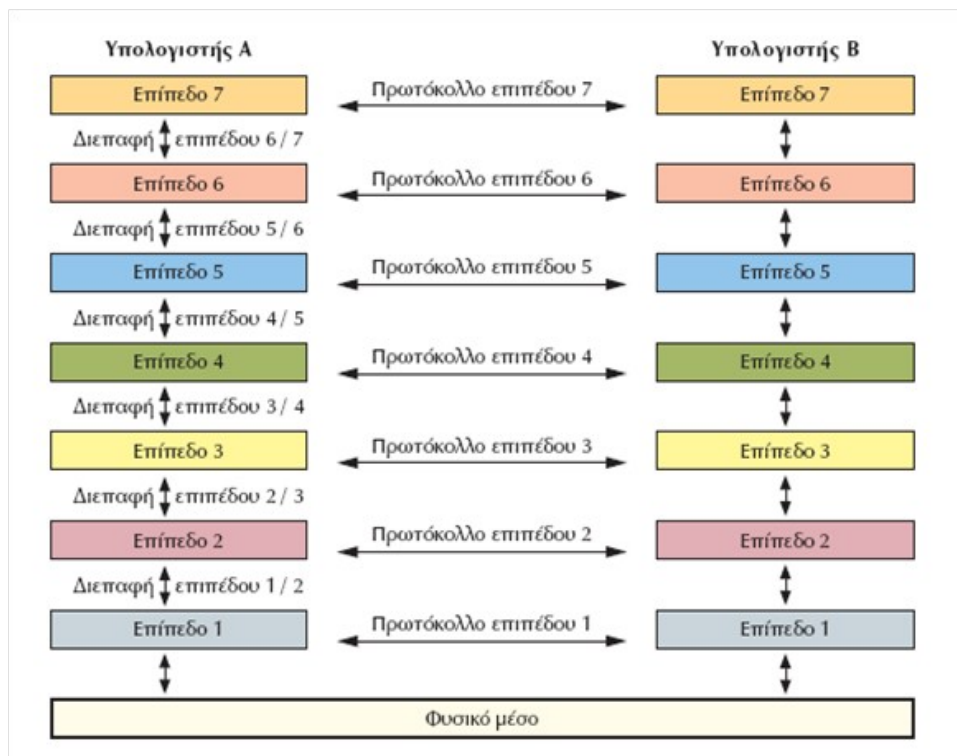 Υπολογιστής Α Υπολογιστής Β
Επίπεδο 7 Πρωτόκολλο επιπέδου 7 Επίπεδο 7
Διεπαφή επιπέδου 6 / 7
Επίπεδο 6 Πρωτόκολλο επιπέδου 6 Επίπεδο 6
Διεπαφή επιπέδου 5 / 6
Επίπεδο 5 Πρωτόκολλο επιπέδου 5 Επίπεδο 5
Διεπαφή επιπέδου 4 / 5
Επίπεδο 4 Πρωτόκολλο επιπέδου 4 Επίπεδο 4
Διεπαφή επιπέδου 3 / 4
Επίπεδο 3 Πρωτόκολλο επιπέδου 3 Επίπεδο 3
Διεπαφή επιπέδου 2 / 3
Επίπεδο 2 Πρωτόκολλο επιπέδου 2 Επίπεδο 2
Διεπαφή επιπέδου 1 / 2
Επίπεδο 1 Πρωτόκολλο επιπέδου 1 Επίπεδο 1
Φυσικό μέσο